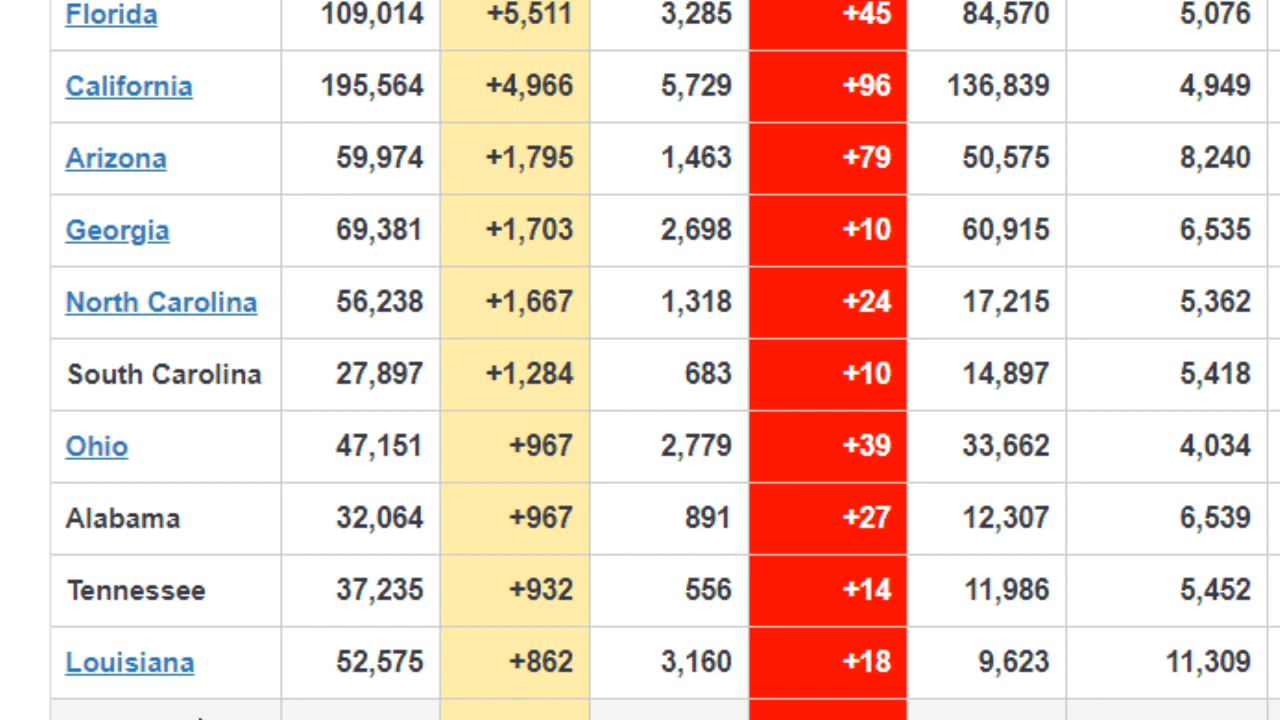 Florida 109,014 +5,511 3,285 +45 84,570 5,076
California 195,564 +4,966 5,729 +96 136,839 4,949
Arizona 59,974 +1,795 1,463 +79 50,575 8,240
Georgia 69,381 +1,703 2,698 +10 60,915 6,535
North Carolina 56,238 +1,667 1,318 +24 17,215 5,362
South Carolina 27,897 +1,284 683 +10 14,897 5,418
Ohio 47,151 +967 2,779 +39 33,662 4,034
Alabama 32,064 +967 891 +27 12,307 6,539
Tennessee 37,235 +932 556 +14 11,986 5,452
Louisiana 52,575 +862 3,160 +18 9,623 11,309